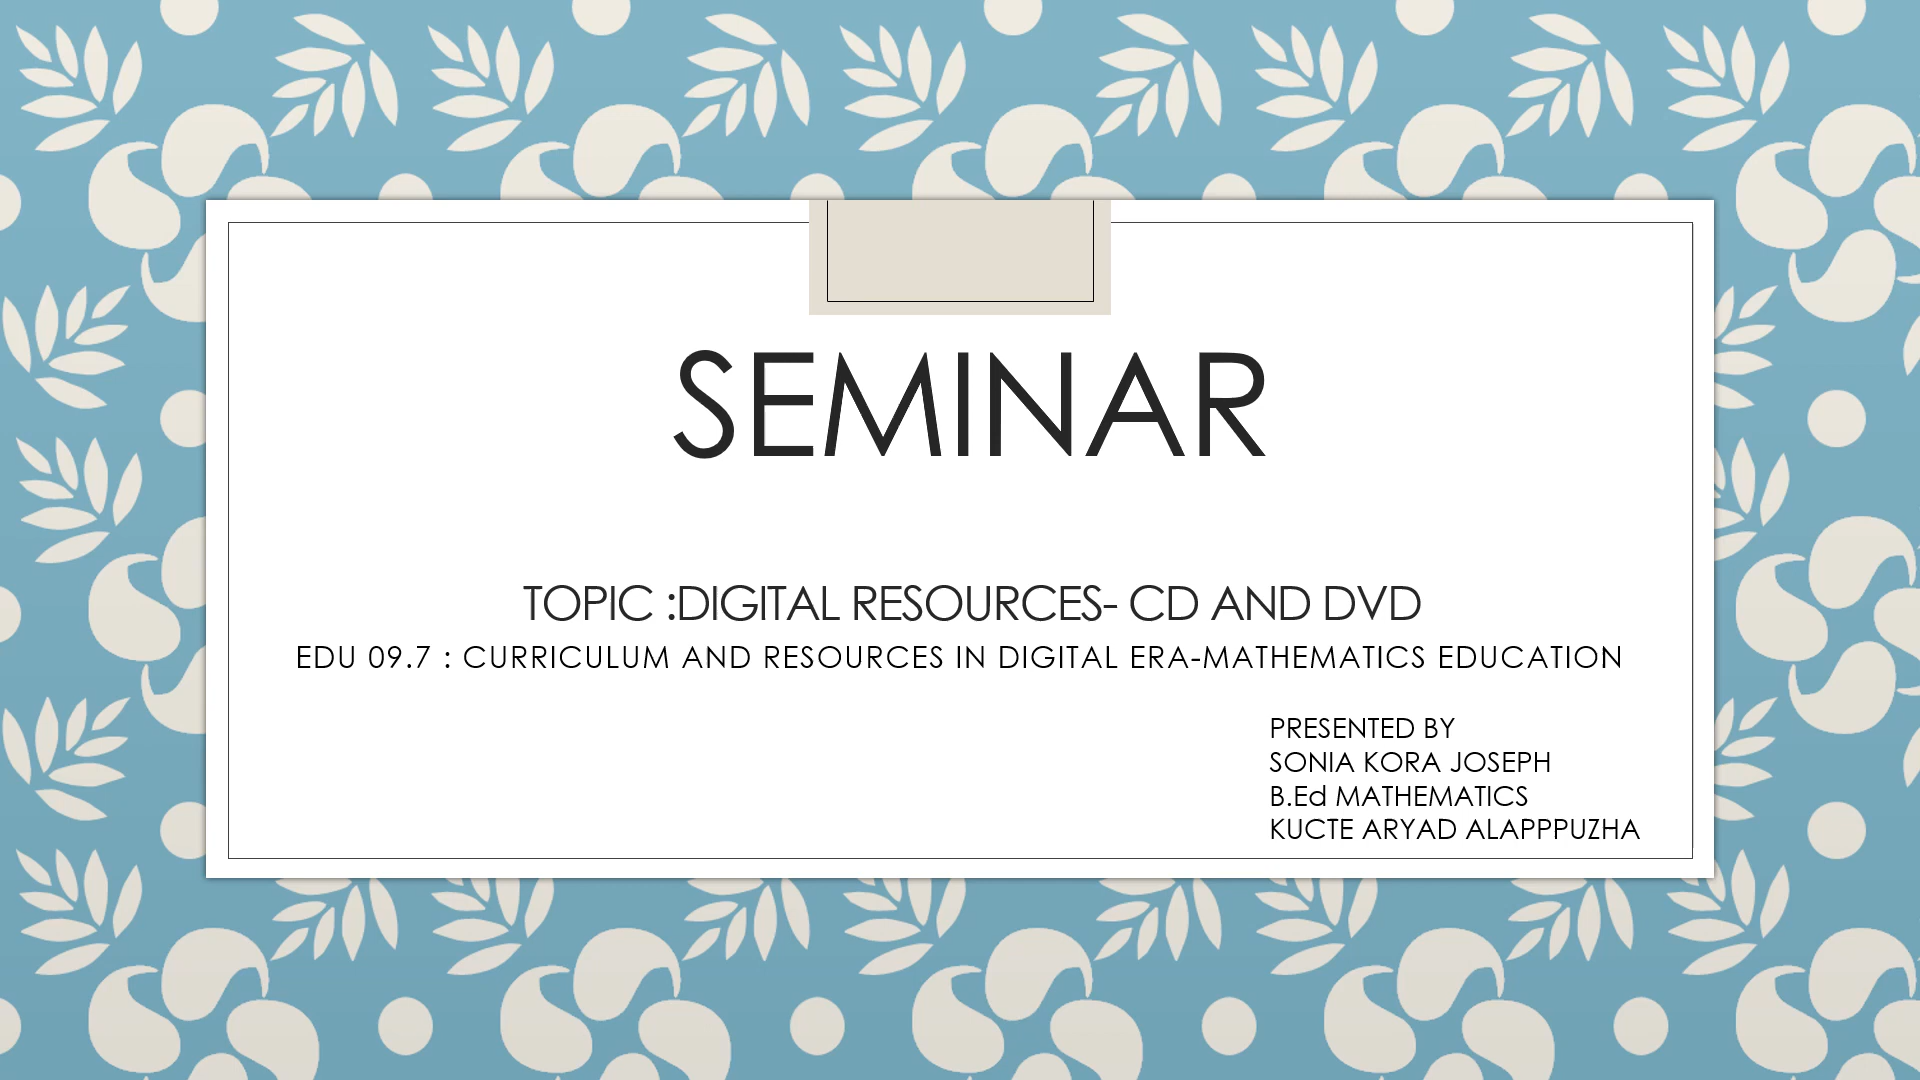 SEMINAR
TOPIC :DIGITAL RESOURCES- CD AND DVD
EDU 09.7 : CURRICULUM AND RESOURCES IN DIGITAL ERA-MATHEMATICS EDUCATION
PRESENTED BY
SONIA KORA JOSEPH
B.Ed MATHEMATICS
KUCTE ARYAD ALAPPPUZHA